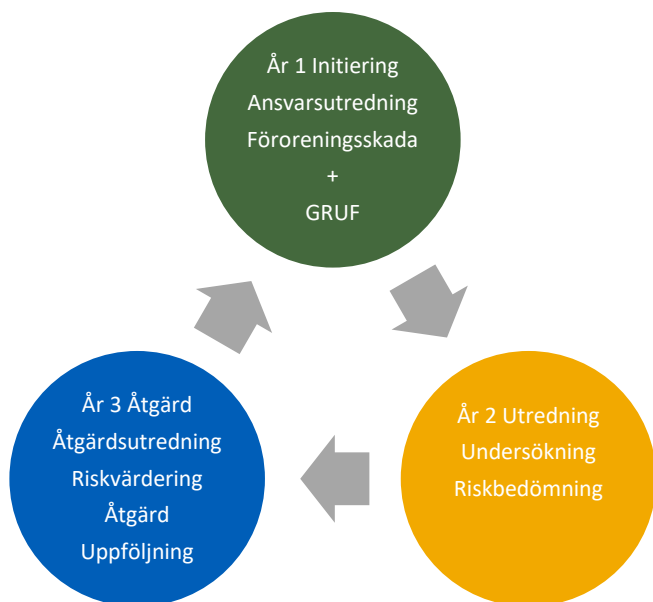 År 1 Initiering
Ansvarsutredning
Föroreningsskada
+
GRUF
År 2 Utredning
Undersökning
Riskbedömning
År 3 Åtgärd
Åtgärdsutredning
Riskvärdering
Åtgärd
Uppföljning